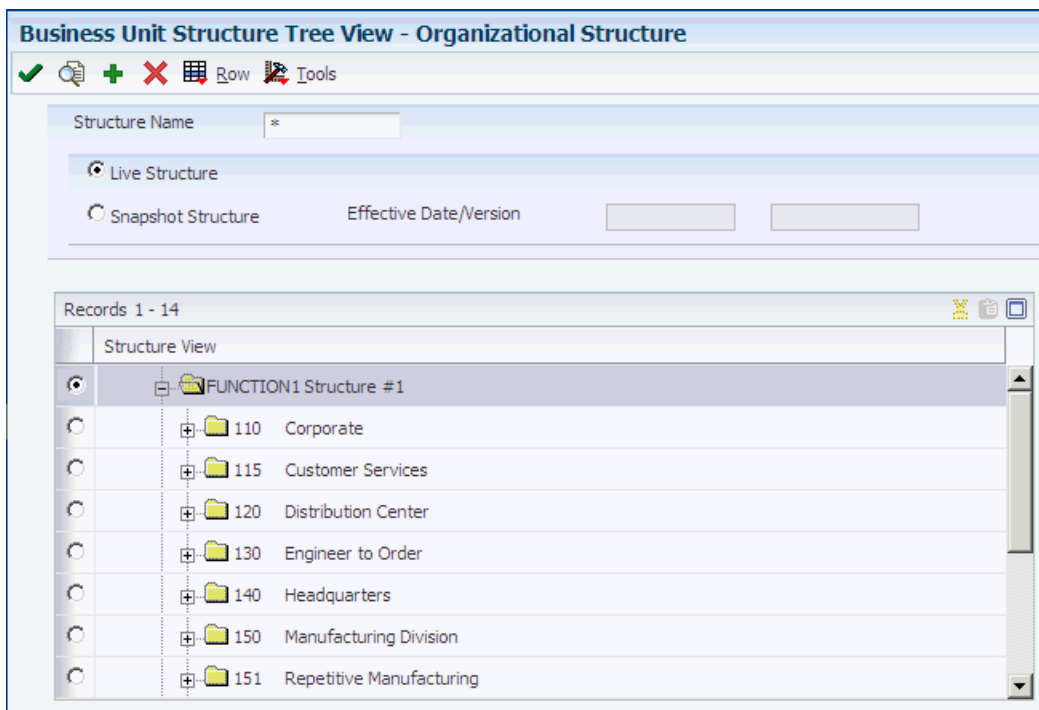 Business Unit Structure Tree View - Organizational Structure
Row Tools
Structure Name *
Live Structure
Snapshot Structure Effective Date/Version
Records 1 - 14
Structure View
FUNCTION1 Structure #1
110 Corporate
115 Customer Services
120 Distribution Center
130 Engineer to Order
140 Headquarters
150 Manufacturing Division
151 Repetitive Manufacturing